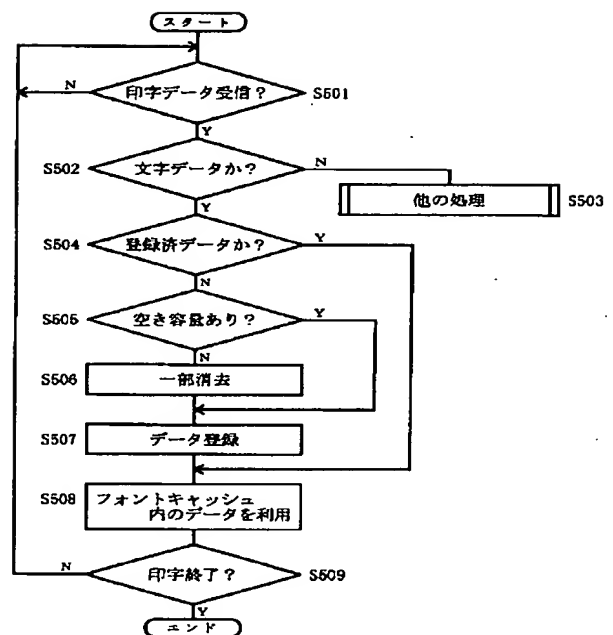 スタート
N
印字データ受信?
S501
Y
S502
文字データか?
N
他の処理
S503
Y
S504
登録済データか?
Y
N
S505
空き容量あり?
Y
N
S506
一部消去
S507
データ登録
S508
フォントキャッシュ
内のデータを利用
N
印字終了?
S509
Y
エンド